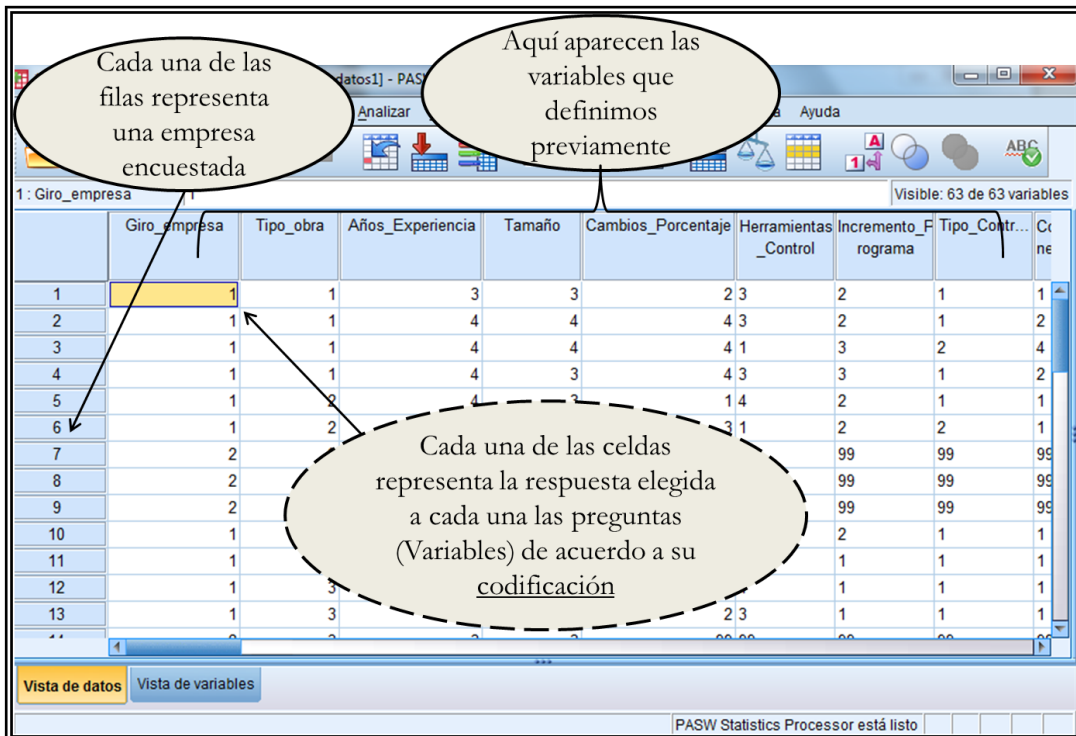 Cada una de las
filas representa
una empresa
encuestada
Aquí aparecen las
variables que
definimos
previamente
datos1] - PAS
Analizar
Ayuda
1 : Giro_empresa 1
Visible: 63 de 63 variables
Giro_empresa Tipo_obra Años_Experiencia Tamaño Cambios_Porcentaje Herramientas_Control Incremento_Programa Tipo_Contr...
1 1 1 3 3 2 3 2 1 1
2 1 1 4 4 4 3 2 1 2
3 1 1 4 4 4 1 3 2 4
4 1 1 4 3 4 3 3 1 2
5 1 2 4 3 1 4 2 1 1
6 1 2 3 1 2 2 1
7 2 99 99 99
8 2 99 99 99
9 2 99 99 99
10 1 2 1 1
11 1 1 1 1
12 1 3 1 1 1
13 1 3 2 3 1 1 1
Cada una de las celdas
representa la respuesta elegida
a cada una las preguntas
(Variables) de acuerdo a su
codificación
Vista de datos Vista de variables
PASW Statistics Processor está listo